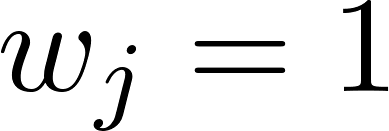 w_j = 1